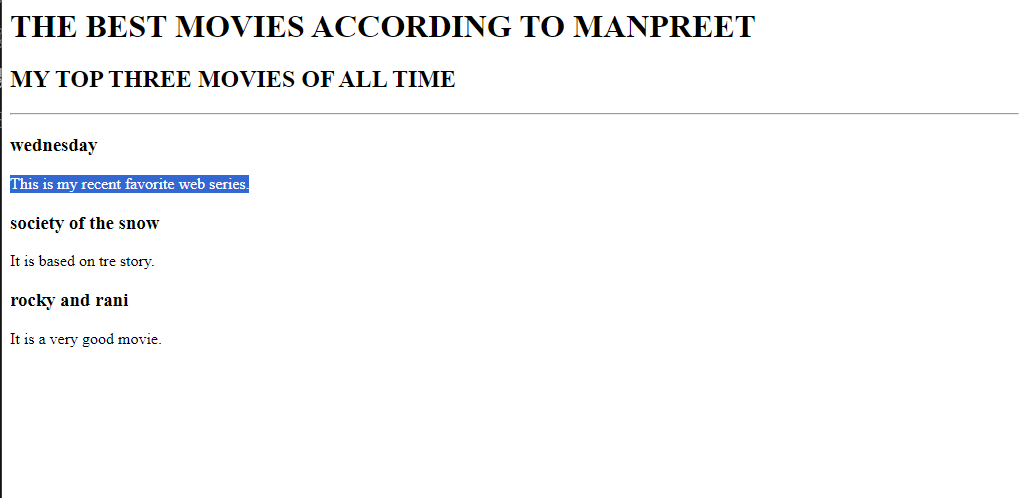 THE BEST MOVIES ACCORDING TO MANPREET
MY TOP THREE MOVIES OF ALL TIME
wednesday
This is my recent favorite web series.
society of the snow
It is based on tre story.
rocky and rani
It is a very good movie.